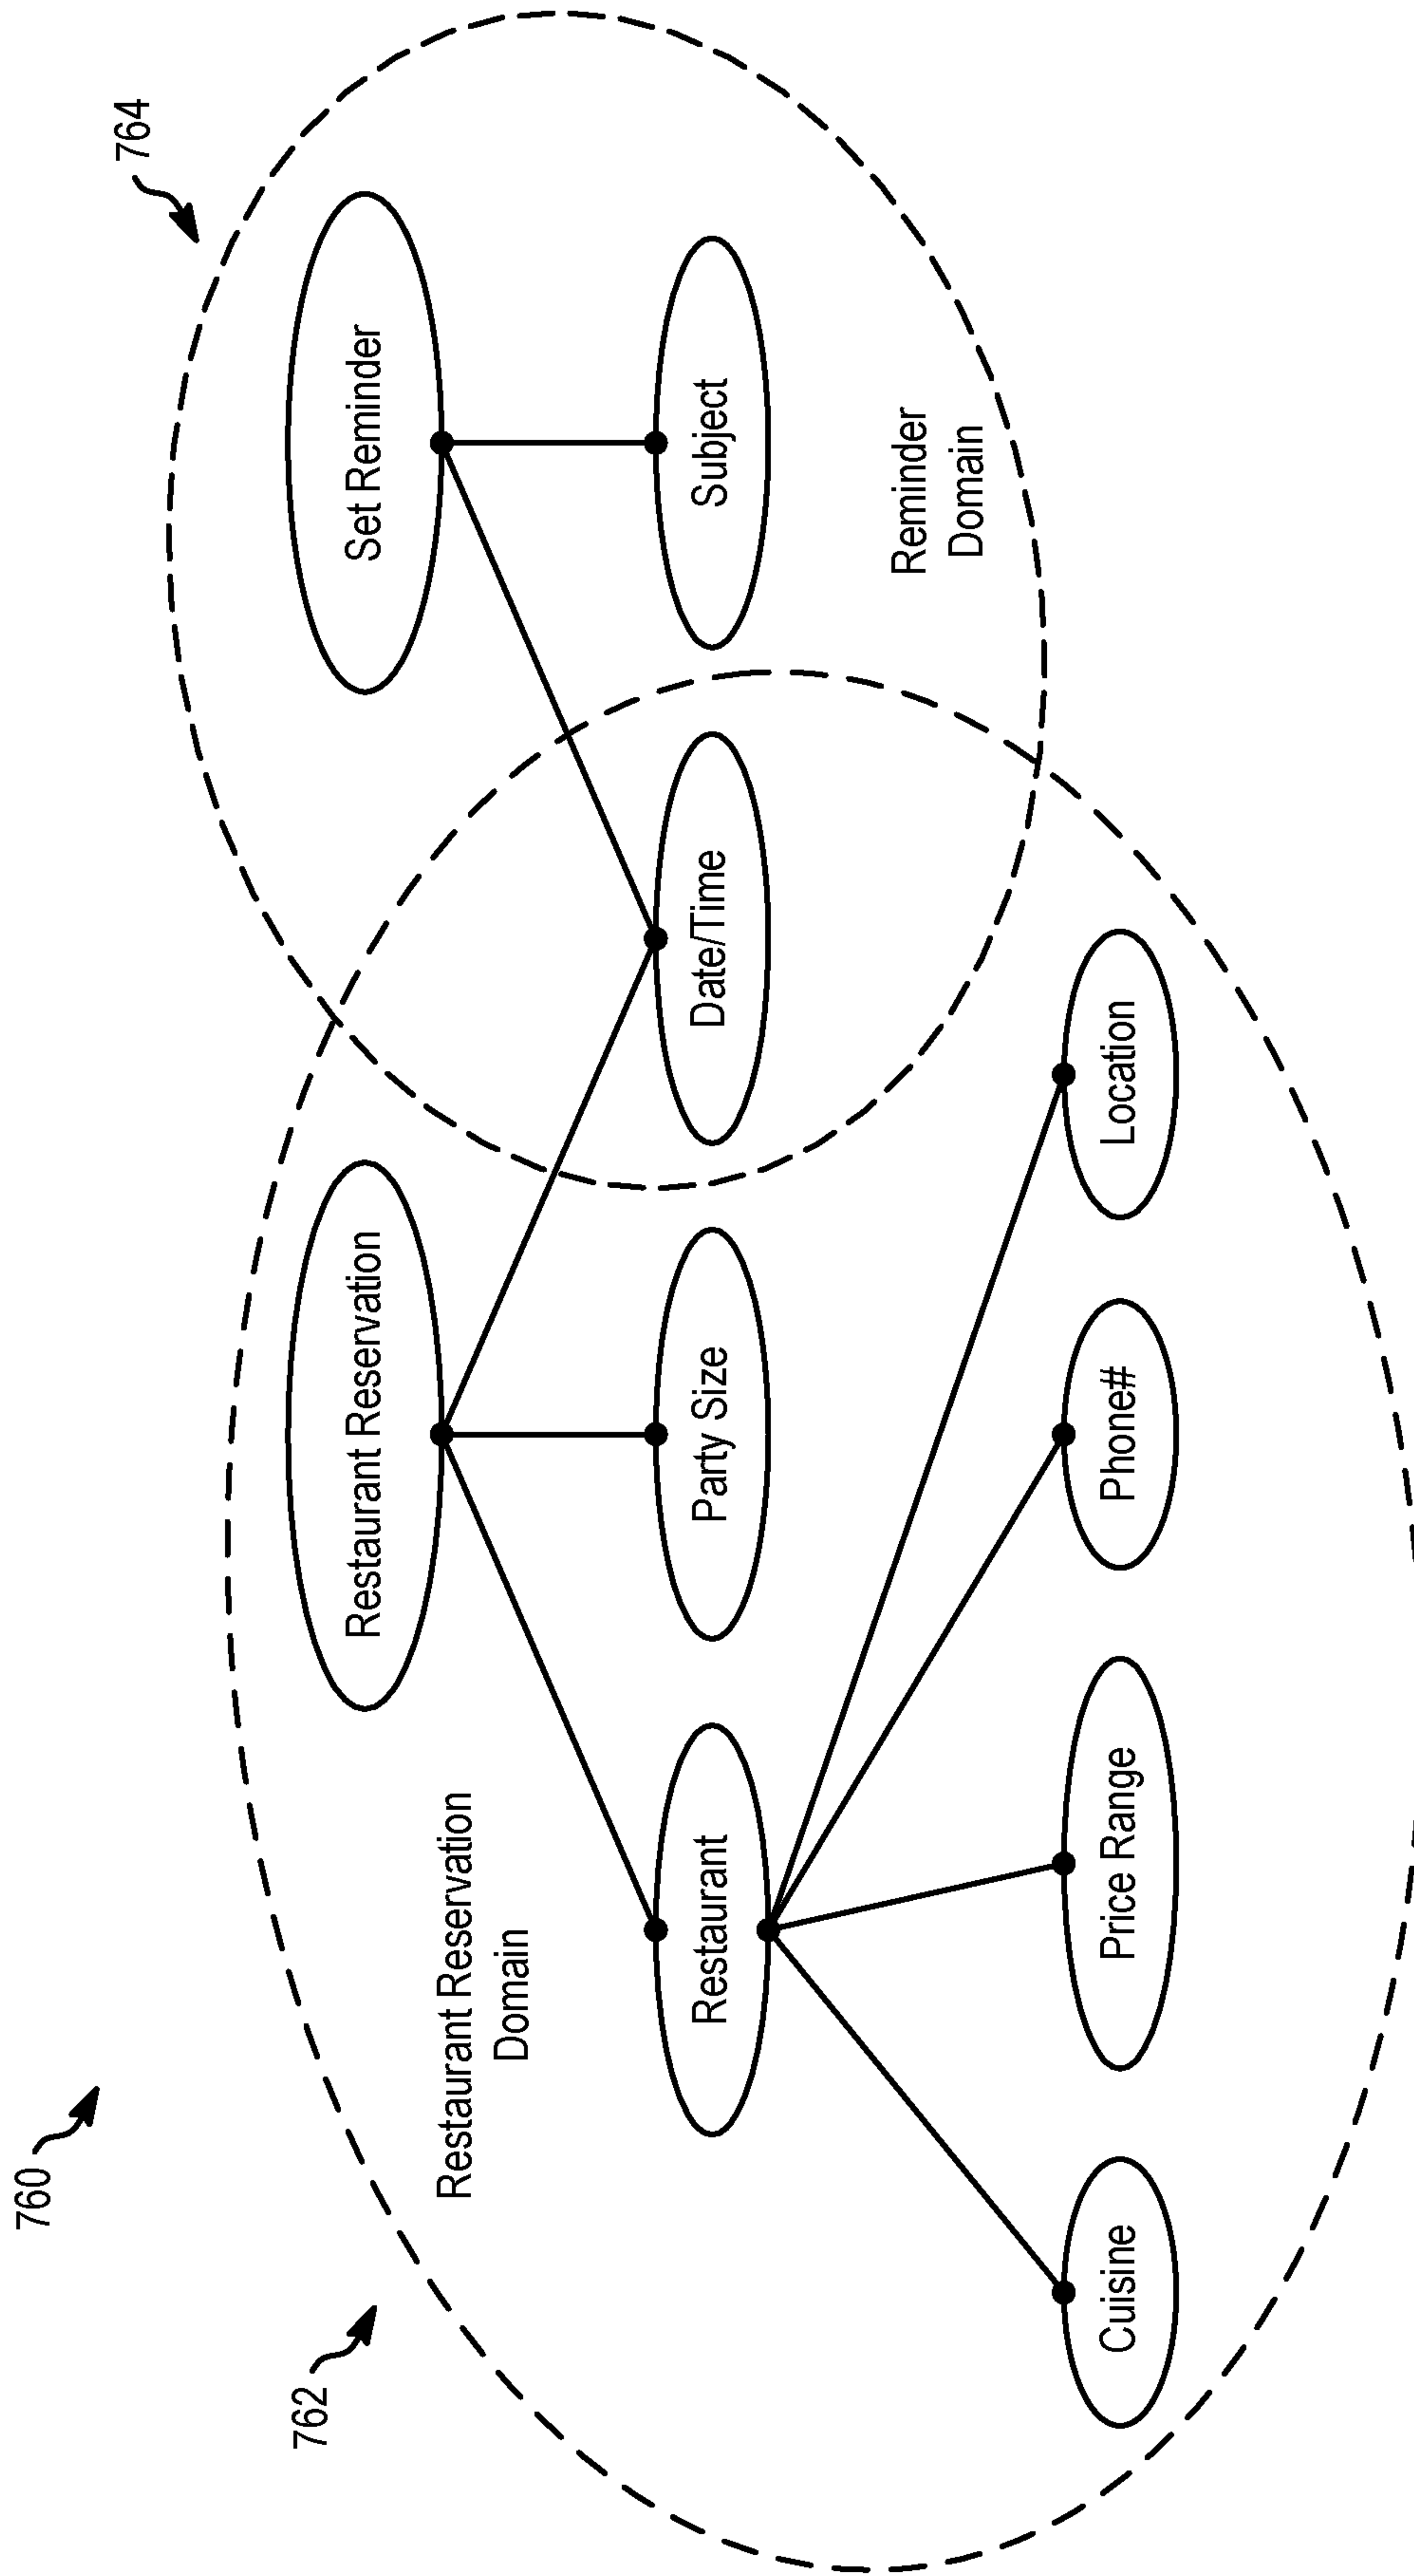 760
762
764
Restaurant Reservation
Set Reminder
Restaurant Reservation
Domain
Restaurant
Party Size
Date/Time
Subject
Reminder
Domain
Cuisine
Price Range
Phone#
Location